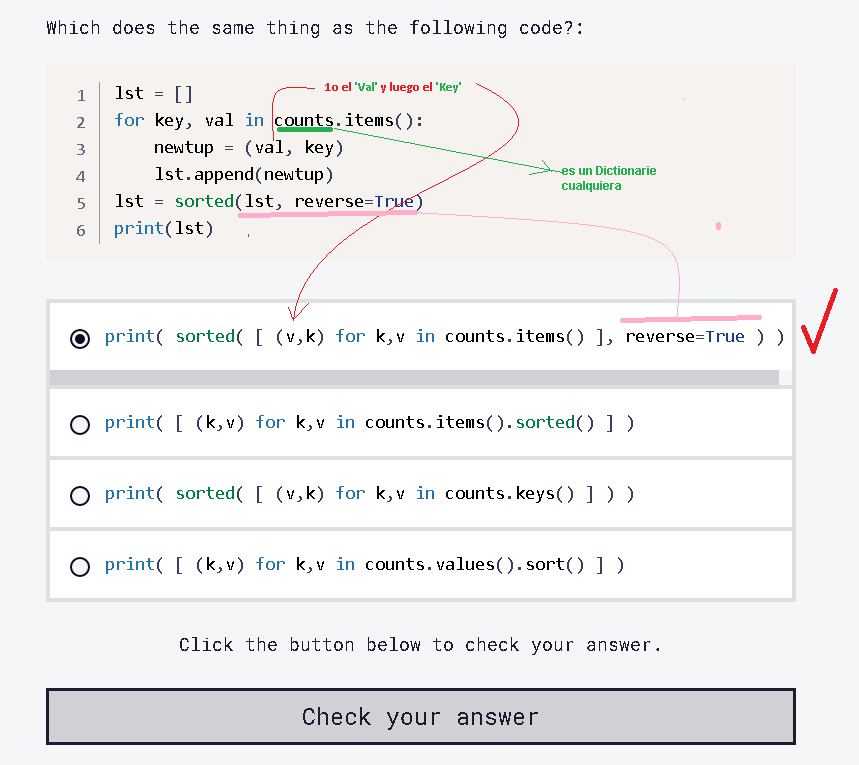 Which does the same thing as the following code?:
1 lst = []
1o el 'Val' y luego el 'Key'
2 for key, val in counts.items():
3 newtup = (val, key)
4 lst.append(newtup)
es un Dictionarie
cualquiera
5 lst = sorted(lst, reverse=True)
6 print(lst)
print( sorted( [ (v,k) for k,v in counts.items() ], reverse=True ) )
print( [ (k,v) for k,v in counts.items().sorted() ] )
print( sorted( [ (v,k) for k,v in counts.keys() ] ) )
print( [ (k,v) for k,v in counts.values().sort() ] )
Click the button below to check your answer.
Check your answer